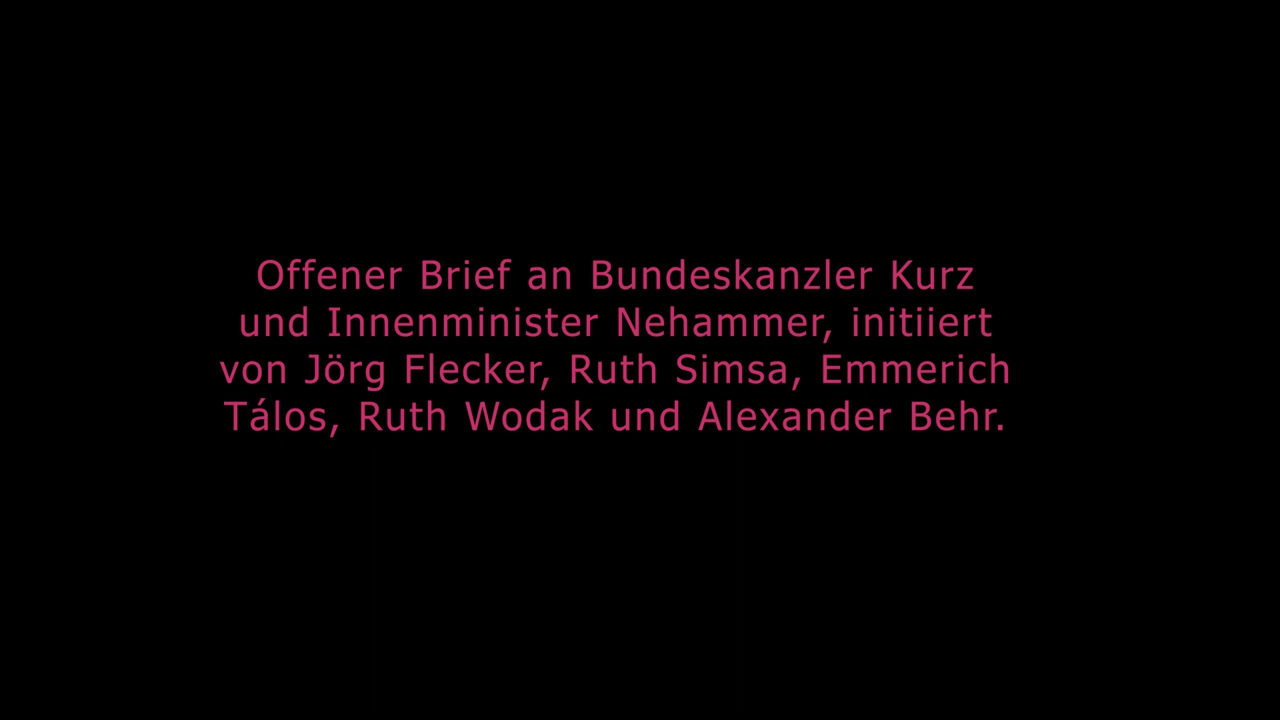 Offener Brief an Bundeskanzler Kurz
und Innenminister Nehammer, initiiert
von Jörg Flecker, Ruth Simsa, Emmerich
Tálos, Ruth Wodak und Alexander Behr.